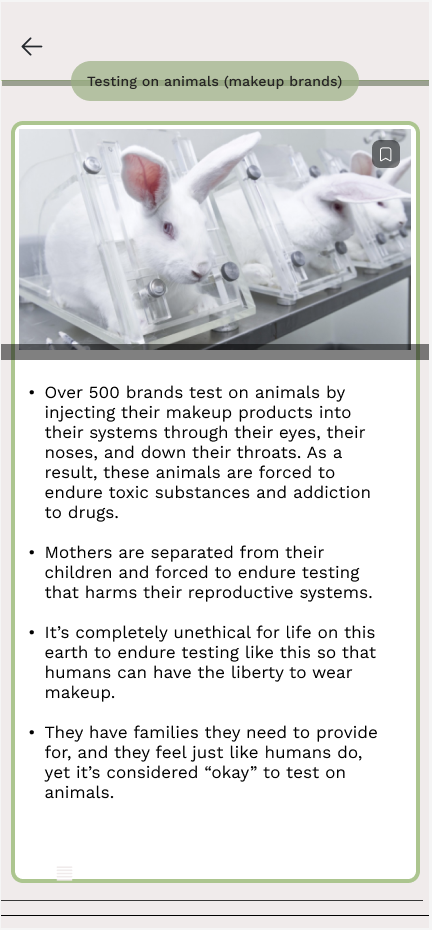 Testing on animals (makeup brands)
• Over 500 brands test on animals by
injecting their makeup products into
their systems through their eyes, their
noses, and down their throats. As a
result, these animals are forced to
endure toxic substances and addiction
to drugs.
• Mothers are separated from their
children and forced to endure testing
that harms their reproductive systems.
• It’s completely unethical for life on this
earth to endure testing like this so that
humans can have the liberty to wear
makeup.
• They have families they need to provide
for, and they feel just like humans do,
yet it’s considered “okay” to test on
animals.